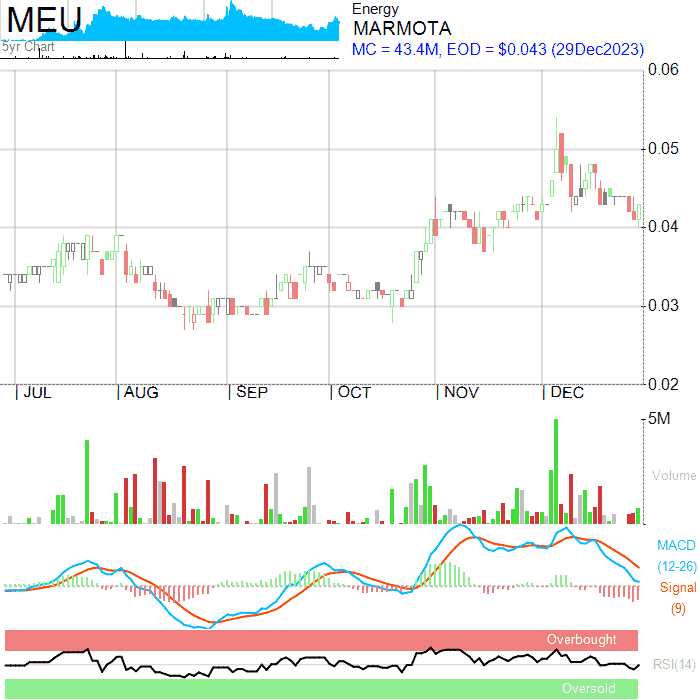 MEU
5yr Chart
Energy
MARMOTA
MC = 43.4M, EOD = $0.043 (29Dec2023)
0.06
0.05
0.04
0.03
0.02
JUL AUG SEP OCT NOV DEC
5M
Volume
MACD
(12-26)
Signal
(9)
Overbought
RSI(14)
Oversold